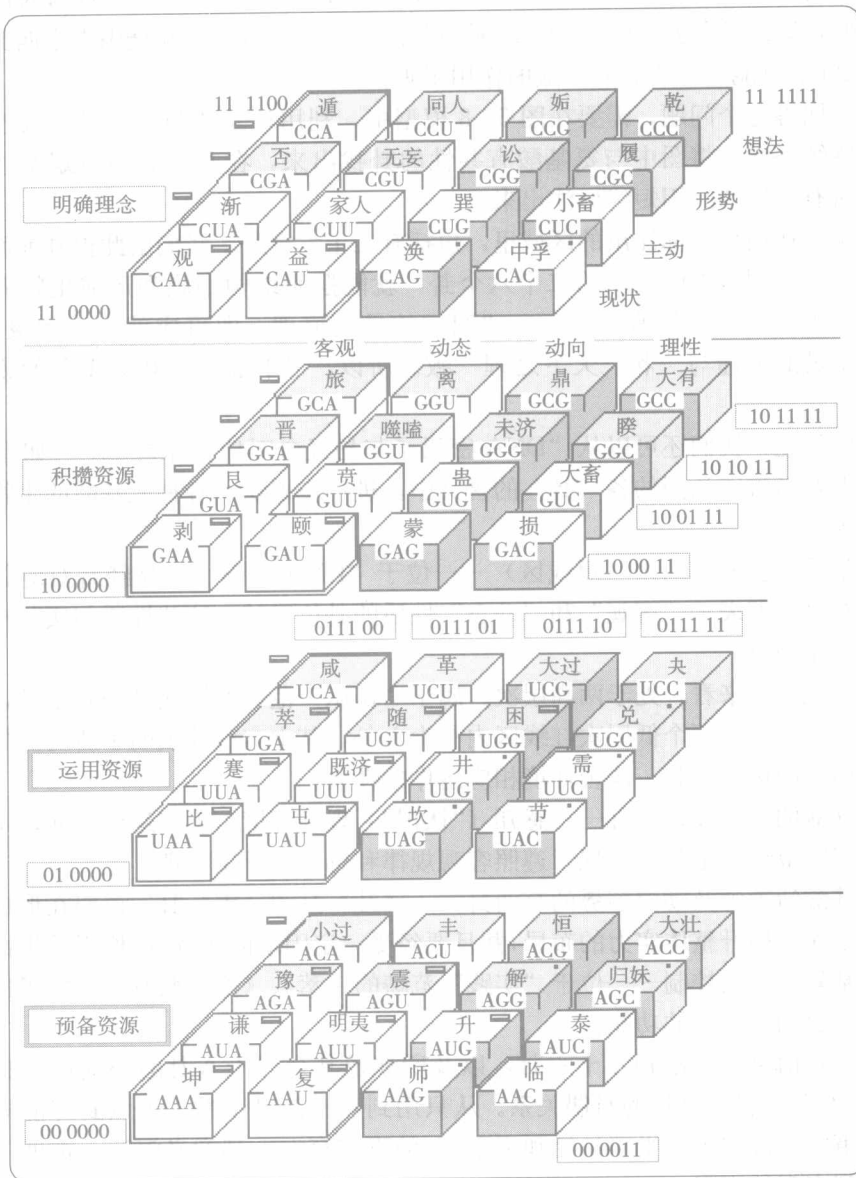 11 1100 遁 同人 姤 乾 11 1111
CCA CCU CCG CCC
想法
否 无妄 讼 履
CGA CGU CGG CGC
形势
明确理念
渐 家人 巽 小畜
CUA CUU CUG CUC
主动
观 益 涣 中孚
CAA CAU CAG CAC
现状
11 0000
客观 动态 动向 理性
旅 离 鼎 大有
GCA GGU GCG GCC
10 11 11
晋 噬嗑 未济 睽
GGA GGU GGG GGC
10 10 11
积攒资源
艮 贲 蛊 大畜
GUA GUU GUG GUC
10 01 11
剥 颐 蒙 损
GAA GAU GAG GAC
10 00 11
10 0000
0111 00 0111 01 0111 10 0111 11
咸 革 大过 夬
UCA UCU UCG UCC
萃 随 困 兑
UGA UGU UGG UGC
运用资源
蹇 既济 井 需
UUA UUU UUG UUC
比 屯 坎 节
UAA UAU UAG UAC
01 0000
小过 丰 恒 大壮
ACA ACU ACG ACC
豫 震 解 归妹
AGA AGU AGG AGC
预备资源
谦 明夷 升 泰
AUA AUU AUG AUC
坤 复 师 临
AAA AAU AAG AAC
00 0000
00 0011